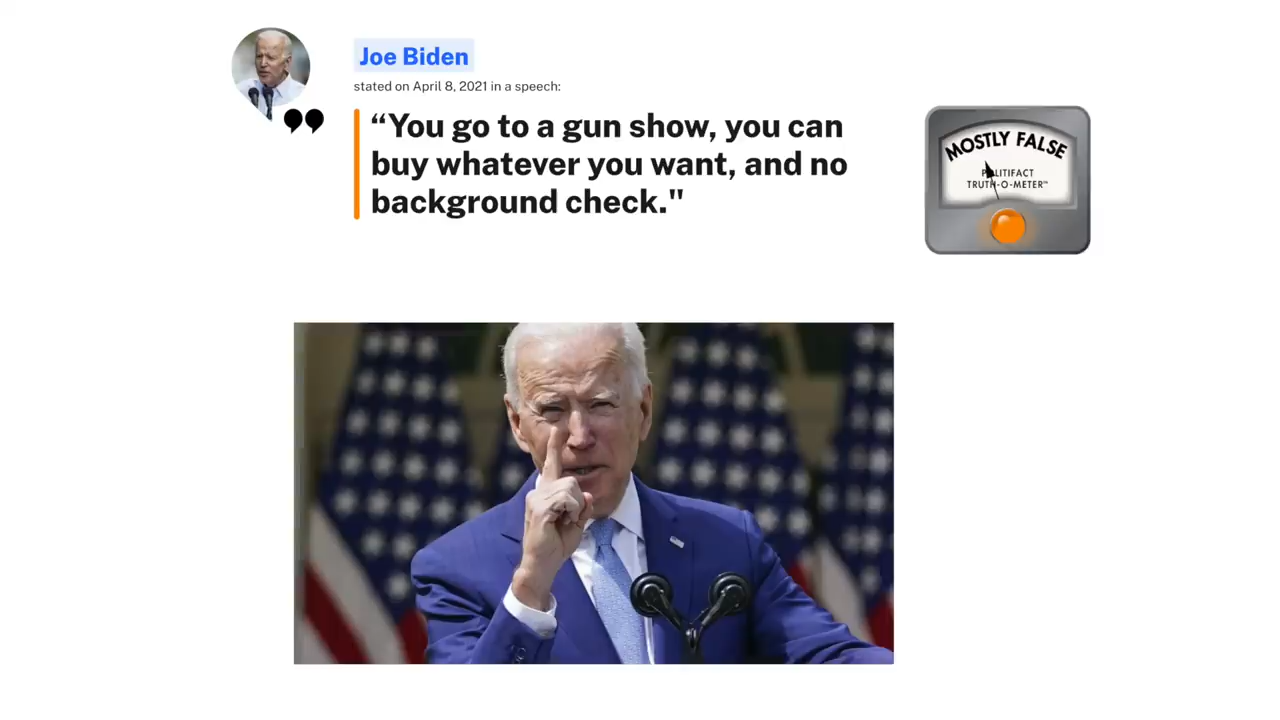 Joe Biden
stated on April 8, 2021 in a speech:
“You go to a gun show, you can
buy whatever you want, and no
background check."
MOSTLY FALSE
POLITIFACT
TRUTH-O-METER™